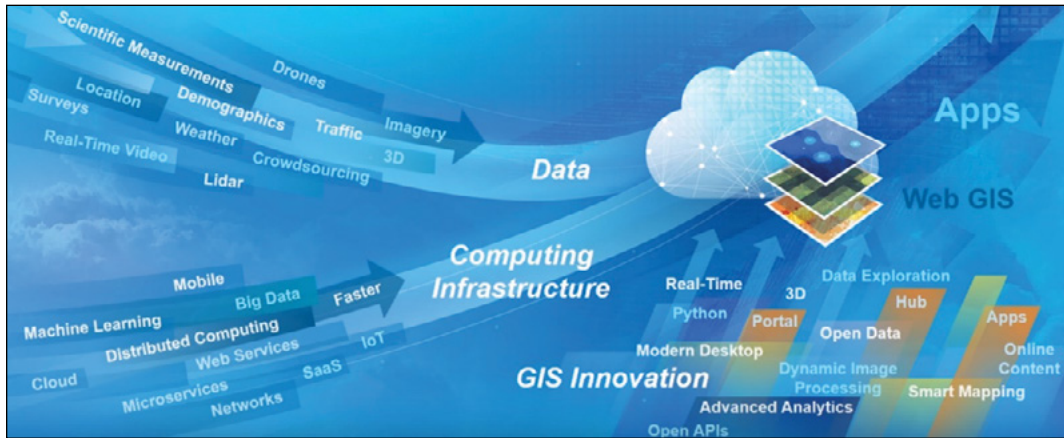 Scientific Measurements
Drones
Location
Demographics
Traffic
Imagery
Surveys
Weather
Crowdsourcing
3D
Real-Time Video
Lidar
Data
Apps
Web GIS
Computing
Infrastructure
Mobile
Big Data
Faster
Machine Learning
Distributed Computing
IoT
Web Services
SaaS
Cloud
Microservices
Networks
GIS Innovation
Real-Time
3D
Data Exploration
Python
Portal
Hub
Apps
Open Data
Modern Desktop
Online
Content
Dynamic Image
Processing
Smart Mapping
Advanced Analytics
Open APIs